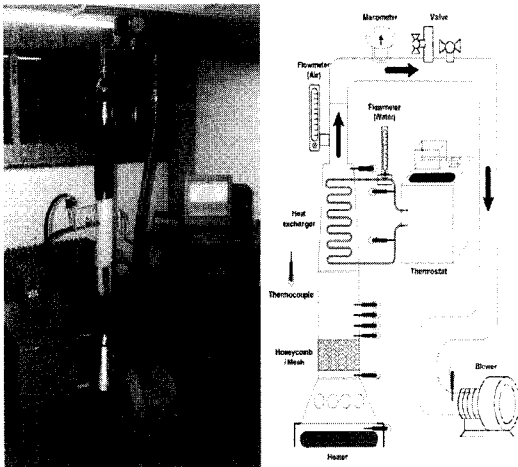 Manometer
Valve
Flowmeter
(Air)
Flowmeter
(Water)
Heat
exchanger
Thermostat
Thermocouple
Honeycomb
/ Mesh
Blower
Heater